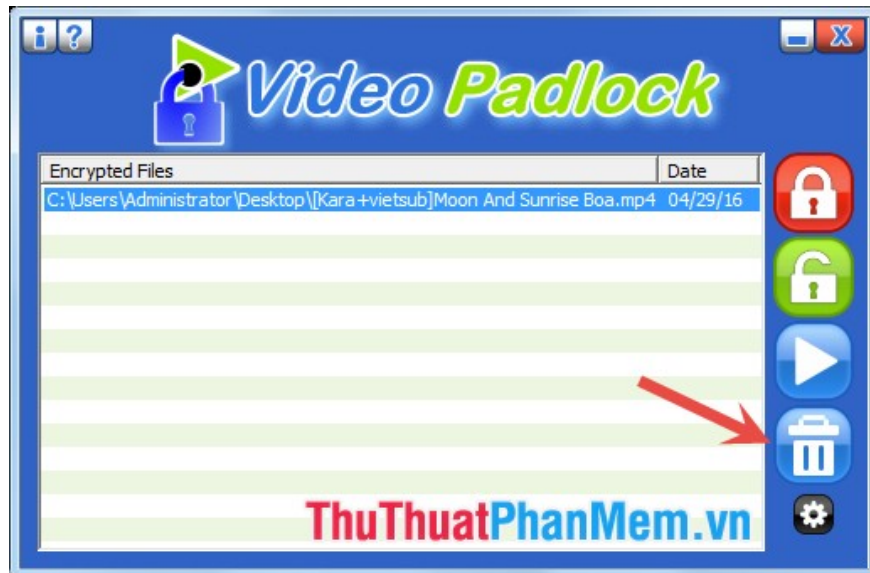 i ?
X
Video Padlock
Encrypted Files Date
C:\Users\Administrator\Desktop\[Kara+vietsub]Moon And Sunrise Boa.mp4 04/29/16
ThuThuatPhanMem.vn